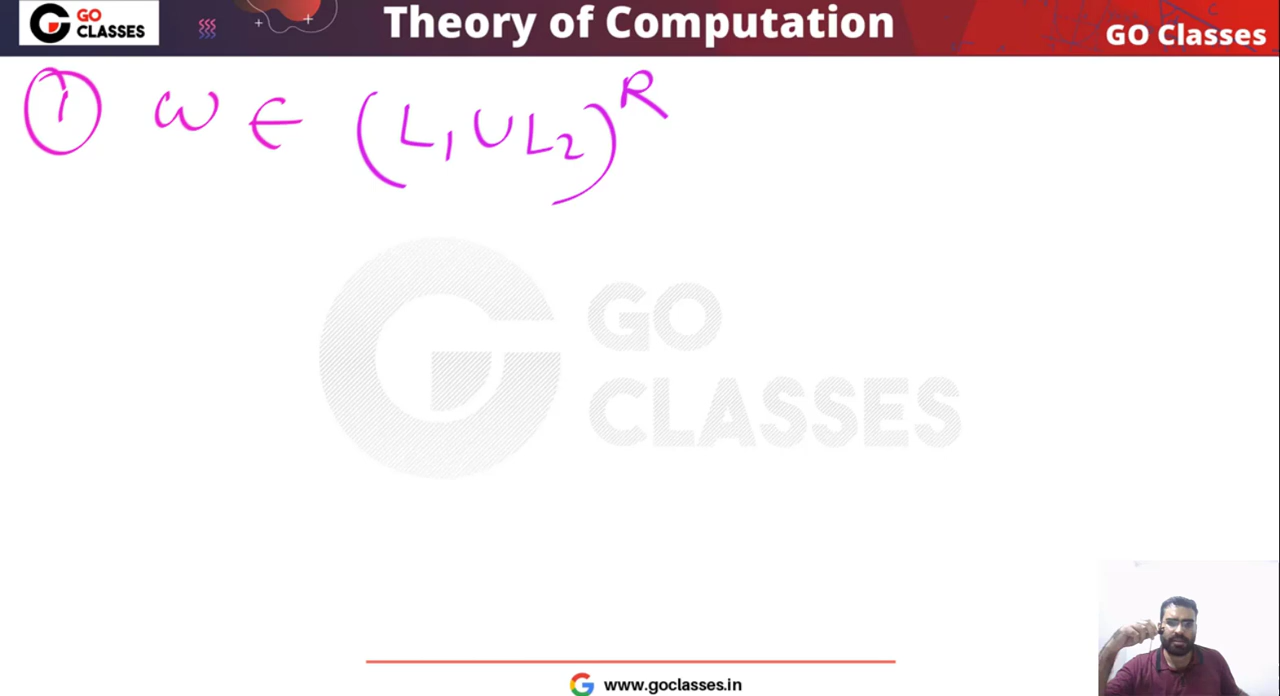 GO CLASSES
Theory of Computation
GO Classes
① w ∈ (L₁ ∪ L₂)ᴿ
GO
CLASSES
www.goclasses.in